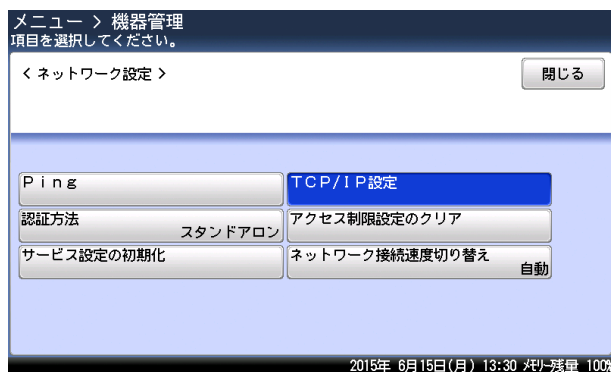 メニュー > 機器管理
項目を選択してください。
<ネットワーク設定>
閉じる
Ping
TCP/IP設定
認証方法
スタンドアロン
アクセス制限設定のクリア
サービス設定の初期化
ネットワーク接続速度切り替え
自動
2015年 6月15日(月) 13:30 メモリー残量 100%